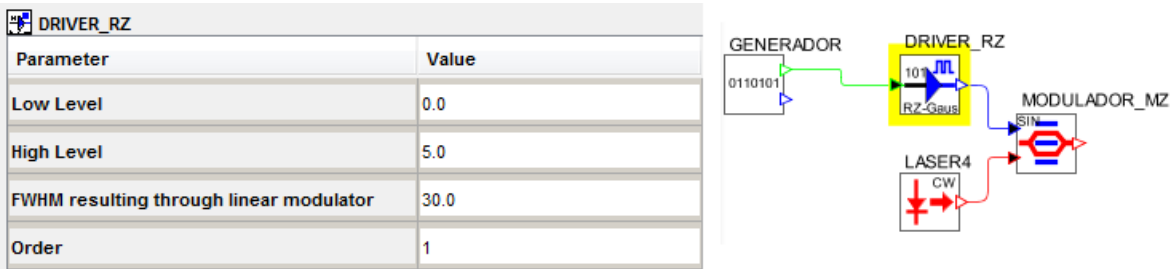 DRIVER_RZ
Parameter Value
Low Level 0.0
High Level 5.0
FWHM resulting through linear modulator 30.0
Order 1
GENERADOR
0110101
DRIVER_RZ
101
RZ-Gaus
MODULADOR_MZ
SIN
LASER4
CW